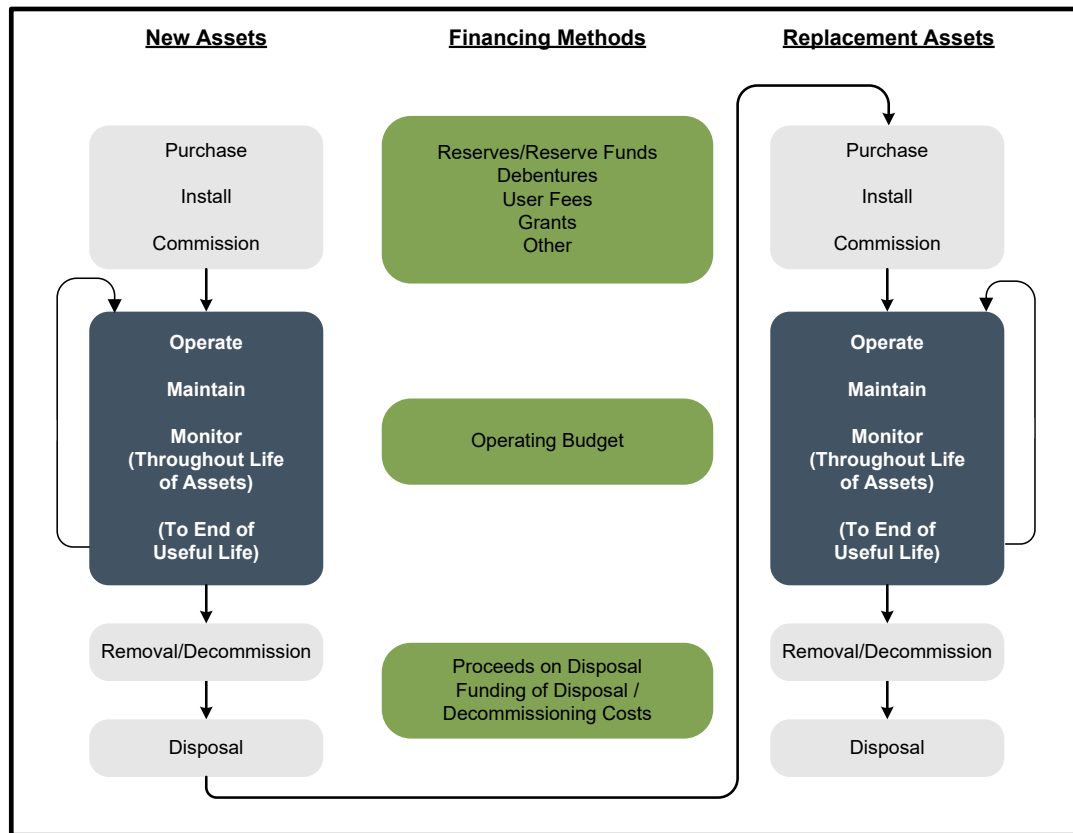 New Assets
Financing Methods
Replacement Assets
Purchase
Install
Commission
Operate
Maintain
Monitor
(Throughout Life
of Assets)
(To End of
Useful Life)
Removal/Decommission
Disposal
Reserves/Reserve Funds
Debentures
User Fees
Grants
Other
Operating Budget
Proceeds on Disposal
Funding of Disposal /
Decommissioning Costs
Purchase
Install
Commission
Operate
Maintain
Monitor
(Throughout Life
of Assets)
(To End of
Useful Life)
Removal/Decommission
Disposal